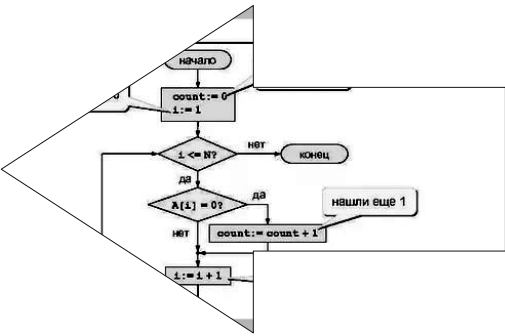 начало
count:= 0
i:= 1
i <= N?
нет
конец
да
A[i] = 0?
да
нашли еще 1
нет
count:= count + 1
i:= i + 1